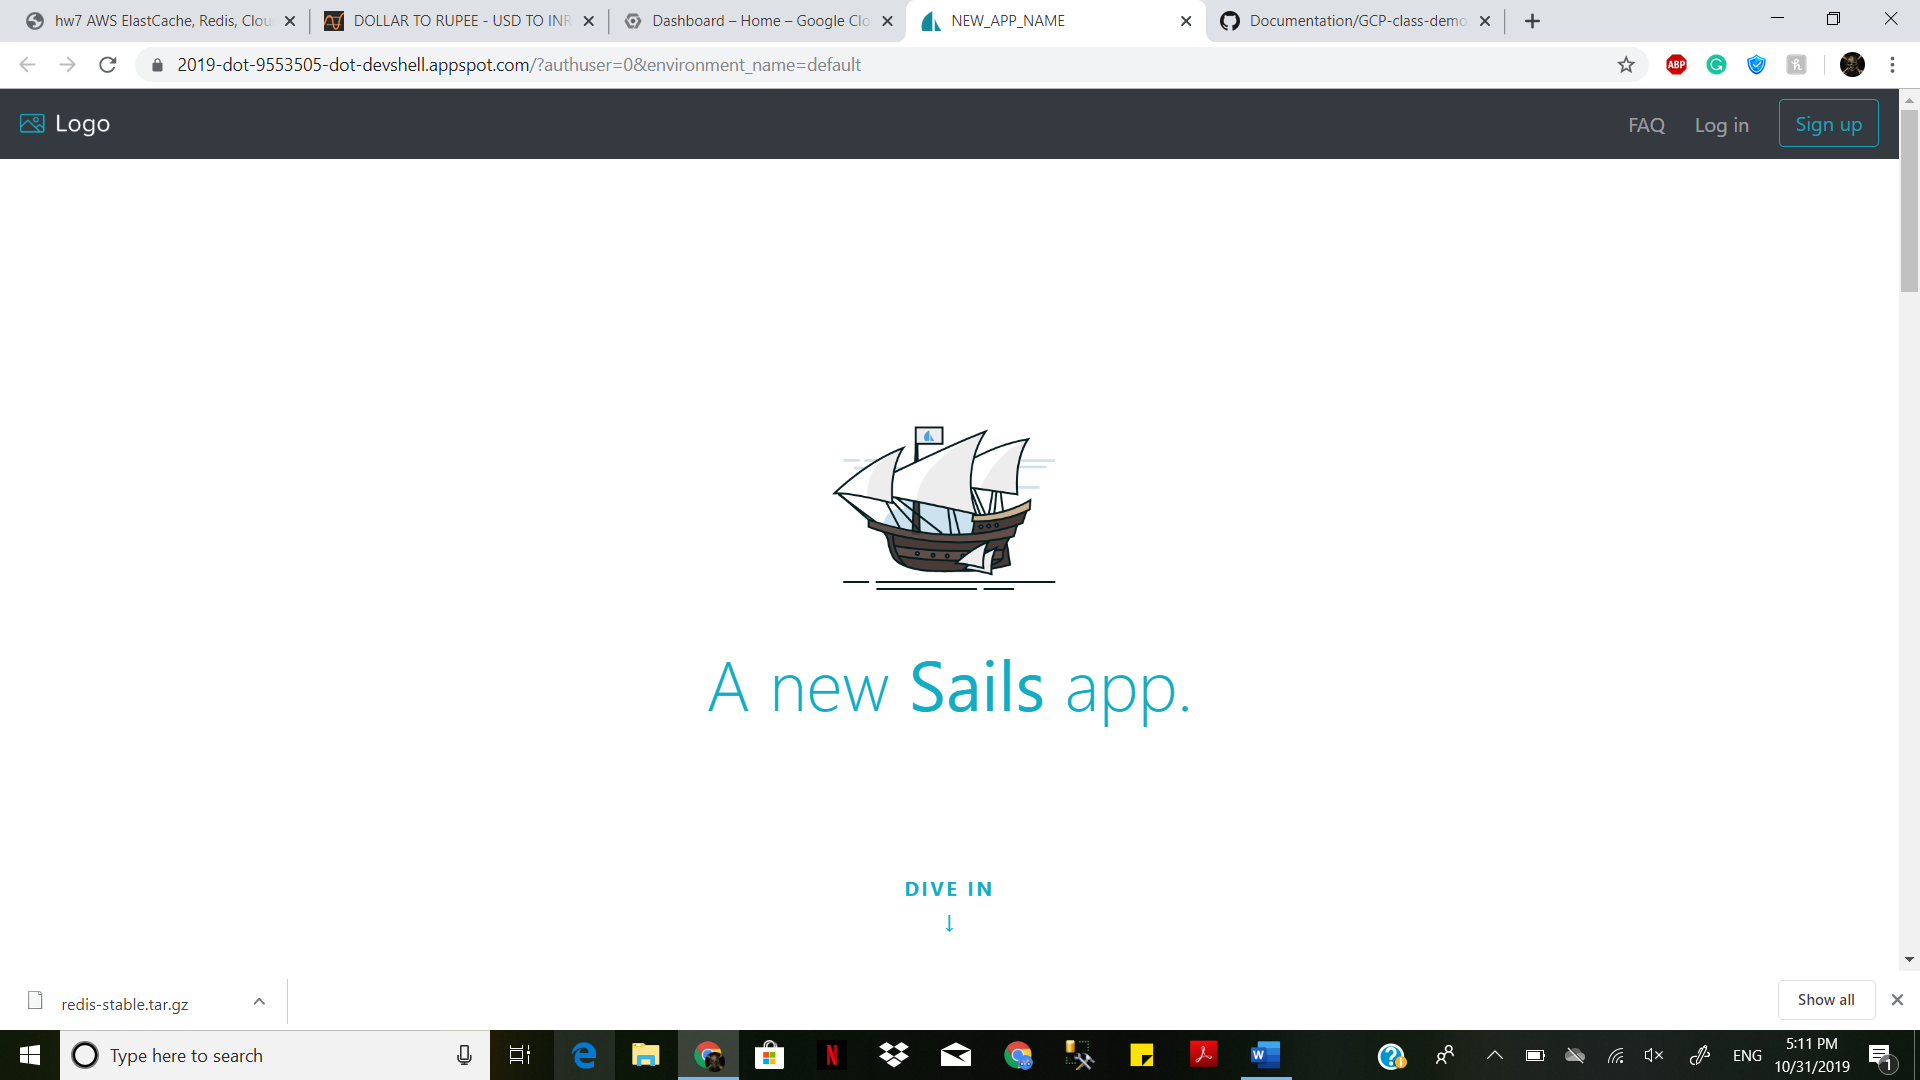 hw7 AWS ElastCache, Redis, Clou
DOLLAR TO RUPEE - USD TO INR
Dashboard – Home – Google Clo
NEW_APP_NAME
Documentation/GCP-class-demo
2019-dot-9553505-dot-devshell.appspot.com/?authuser=0&environment_name=default
ABP
Logo
FAQ
Log in
Sign up
A new Sails app.
DIVE IN
↓
redis-stable.tar.gz
Show all
Type here to search
ENG
5:11 PM
10/31/2019
1